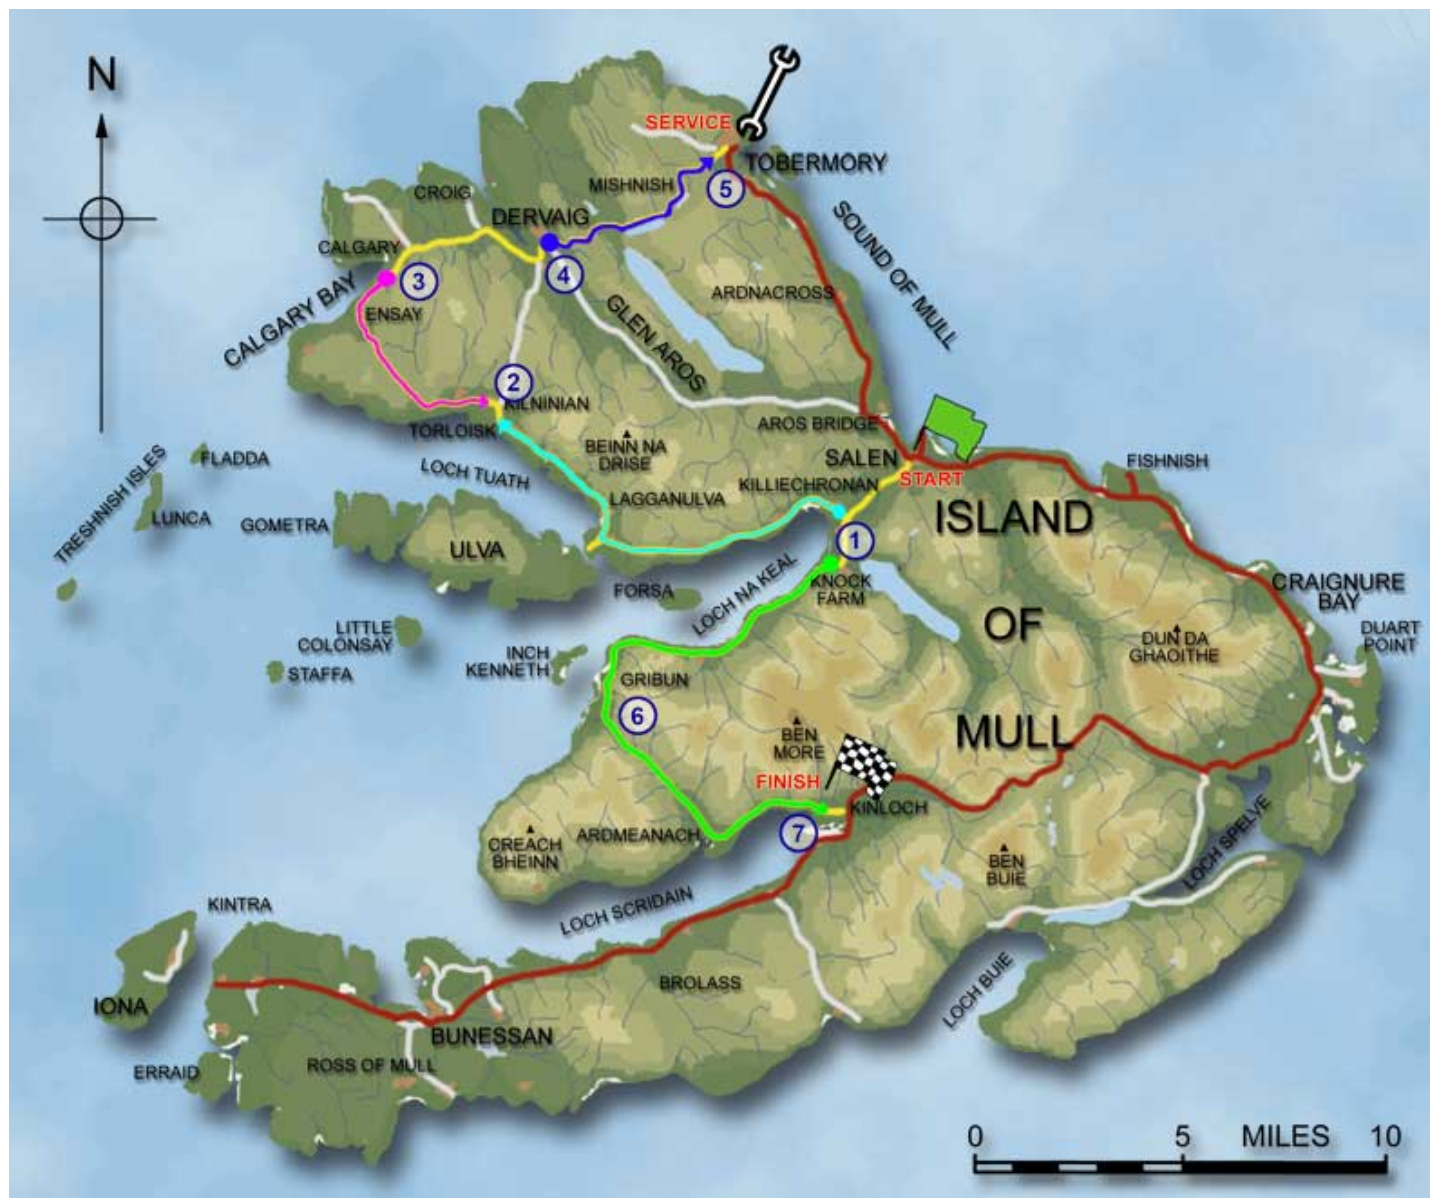 N
SERVICE
TOBERMORY
MISHNISH
5
CROIG
DERVAIG
SOUND OF MULL
CALGARY
3
4
CALGARY BAY
ENSAY
ARDNACROSS
GLEN AROS
2
KILNINIAN
TORLOISK
AROS BRIDGE
BEINN NA
DRISE
SALEN
START
FISHNISH
TRESHNISH ISLES
FLADDA
LOCH TUATH
KILLIECHRONAN
LAGGANULVA
LUNCA
GOMETRA
ISLAND
ULVA
1
KNOCK
FARM
CRAIGNURE
BAY
FORSA
LOCH NA KEAL
OF
DUART
POINT
LITTLE
COLONSAY
DUN DA
GHAOITHE
INCH
KENNETH
STAFFA
GRIBUN
6
MULL
BEN
MORE
FINISH
KINLOCH
7
ARDMEANACH
CREACH
BHEINN
BEN
BUIE
LOCH SPELVE
KINTRA
LOCH SCRIDAIN
BROLASS
LOCH BUIE
IONA
BUNESSAN
ERRAID
ROSS OF MULL
0 5 MILES 10